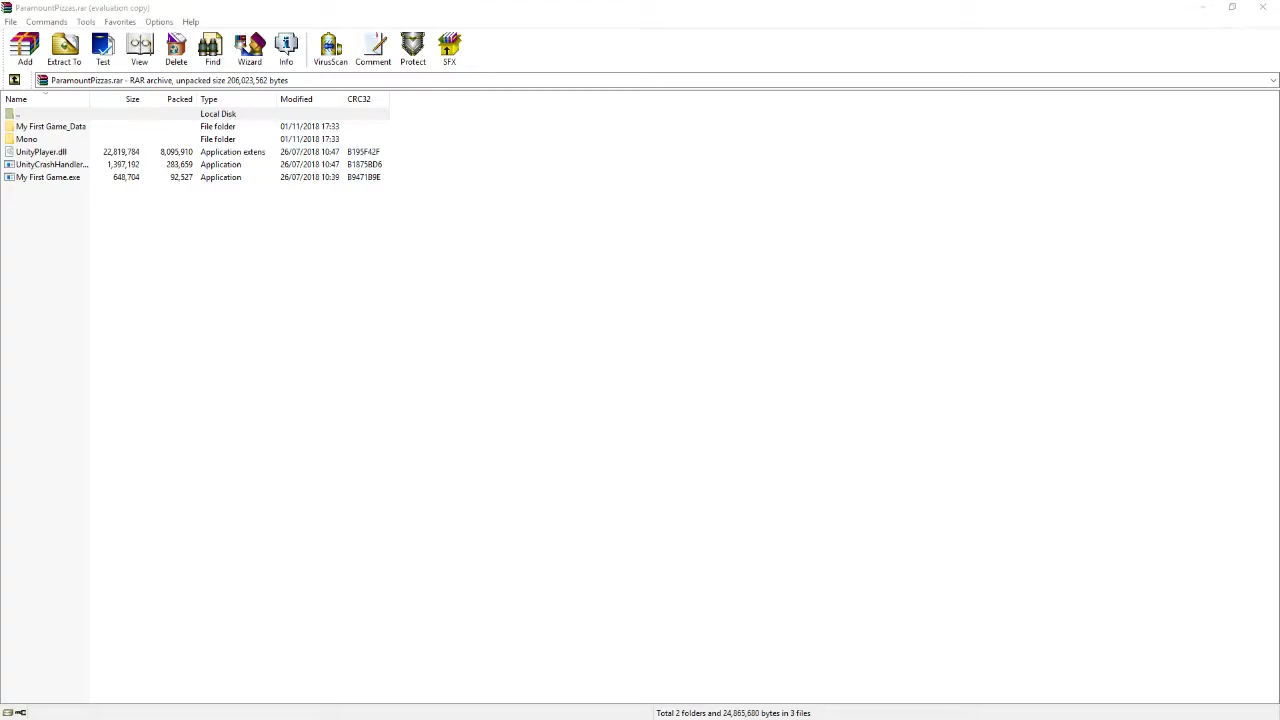 ParamountPizzas.rar (evaluation copy)
File Commands Tools Favorites Options Help
Add Extract To Test View Delete Find Wizard Info VirusScan Comment Protect SFX
ParamountPizzas.rar - RAR archive, unpacked size 206,023,562 bytes
Name Size Packed Type Modified CRC32
.. Local Disk
My First Game_Data File folder 01/11/2018 17:33
Mono File folder 01/11/2018 17:33
UnityPlayer.dll 22,819,784 8,095,910 Application extens 26/07/2018 10:47 B195F42F
UnityCrashHandler... 1,397,192 283,659 Application 26/07/2018 10:47 B1875BD6
My First Game.exe 648,704 92,527 Application 26/07/2018 10:39 B9471B9E
Total 2 folders and 24,865,680 bytes in 3 files